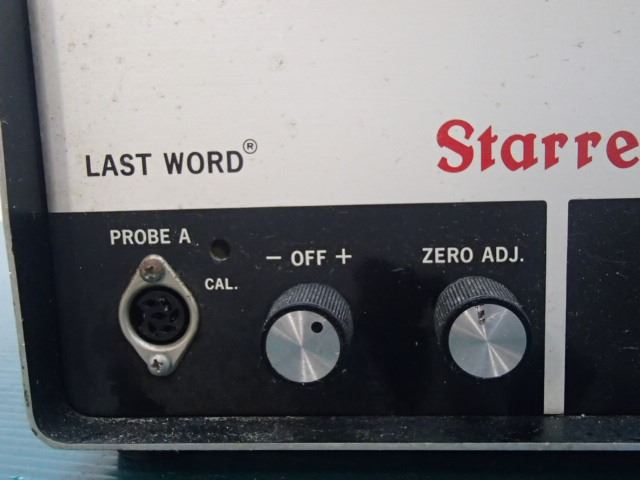 LAST WORD®
Starre
PROBE A
CAL.
− OFF +
ZERO ADJ.